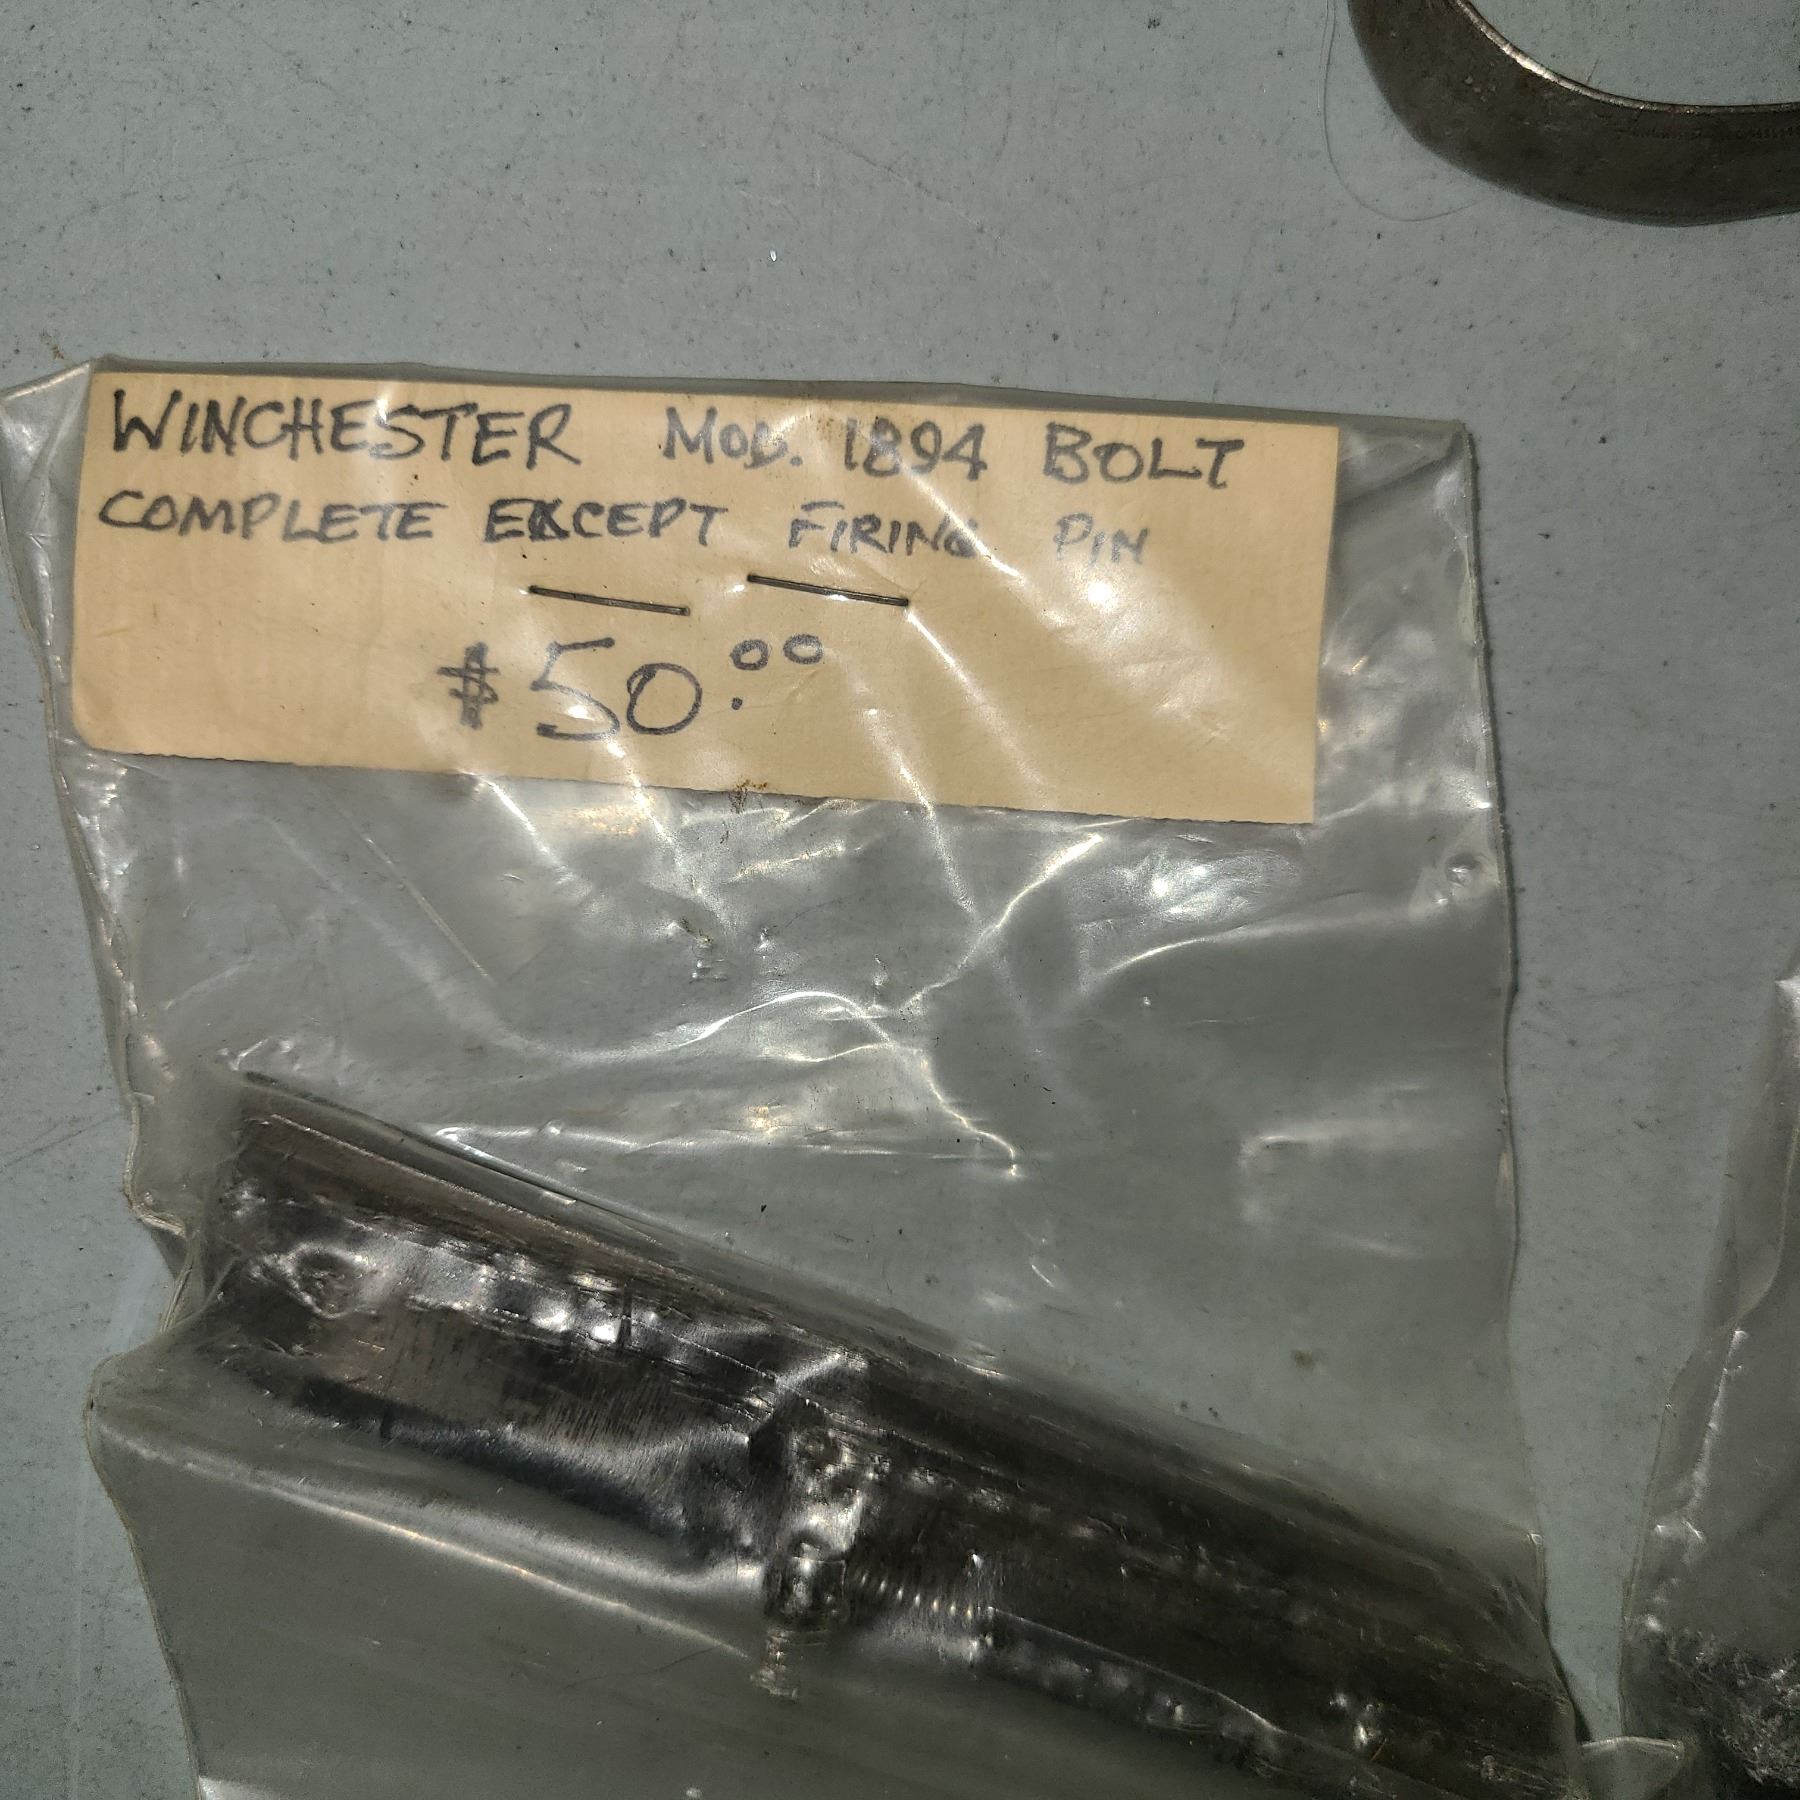 WINCHESTER MOD. 1894 BOLT
COMPLETE EXCEPT FIRING PIN
$50.00